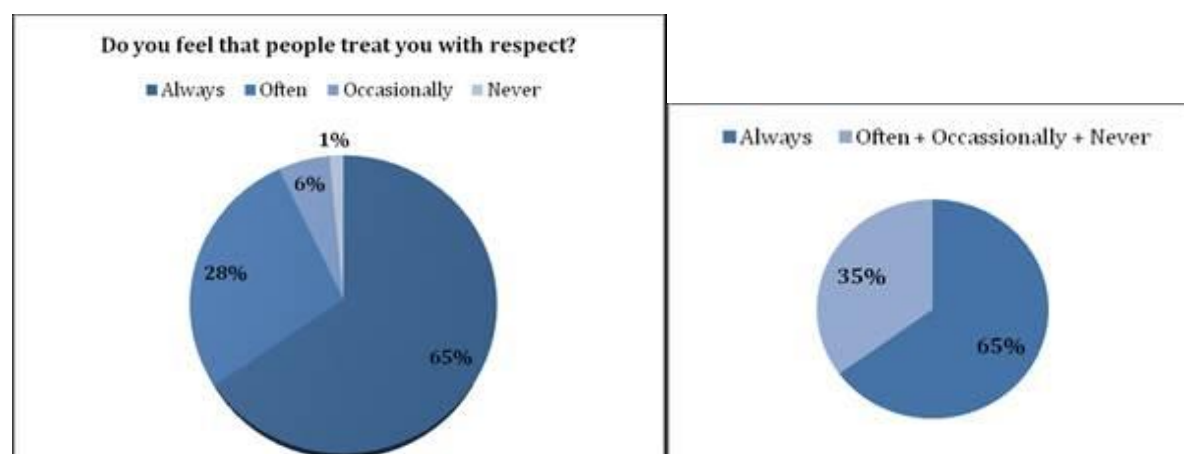 Do you feel that people treat you with respect?
Always Often Occasionally Never
1%
6%
28%
65%
Always Often + Occassionally + Never
35%
65%